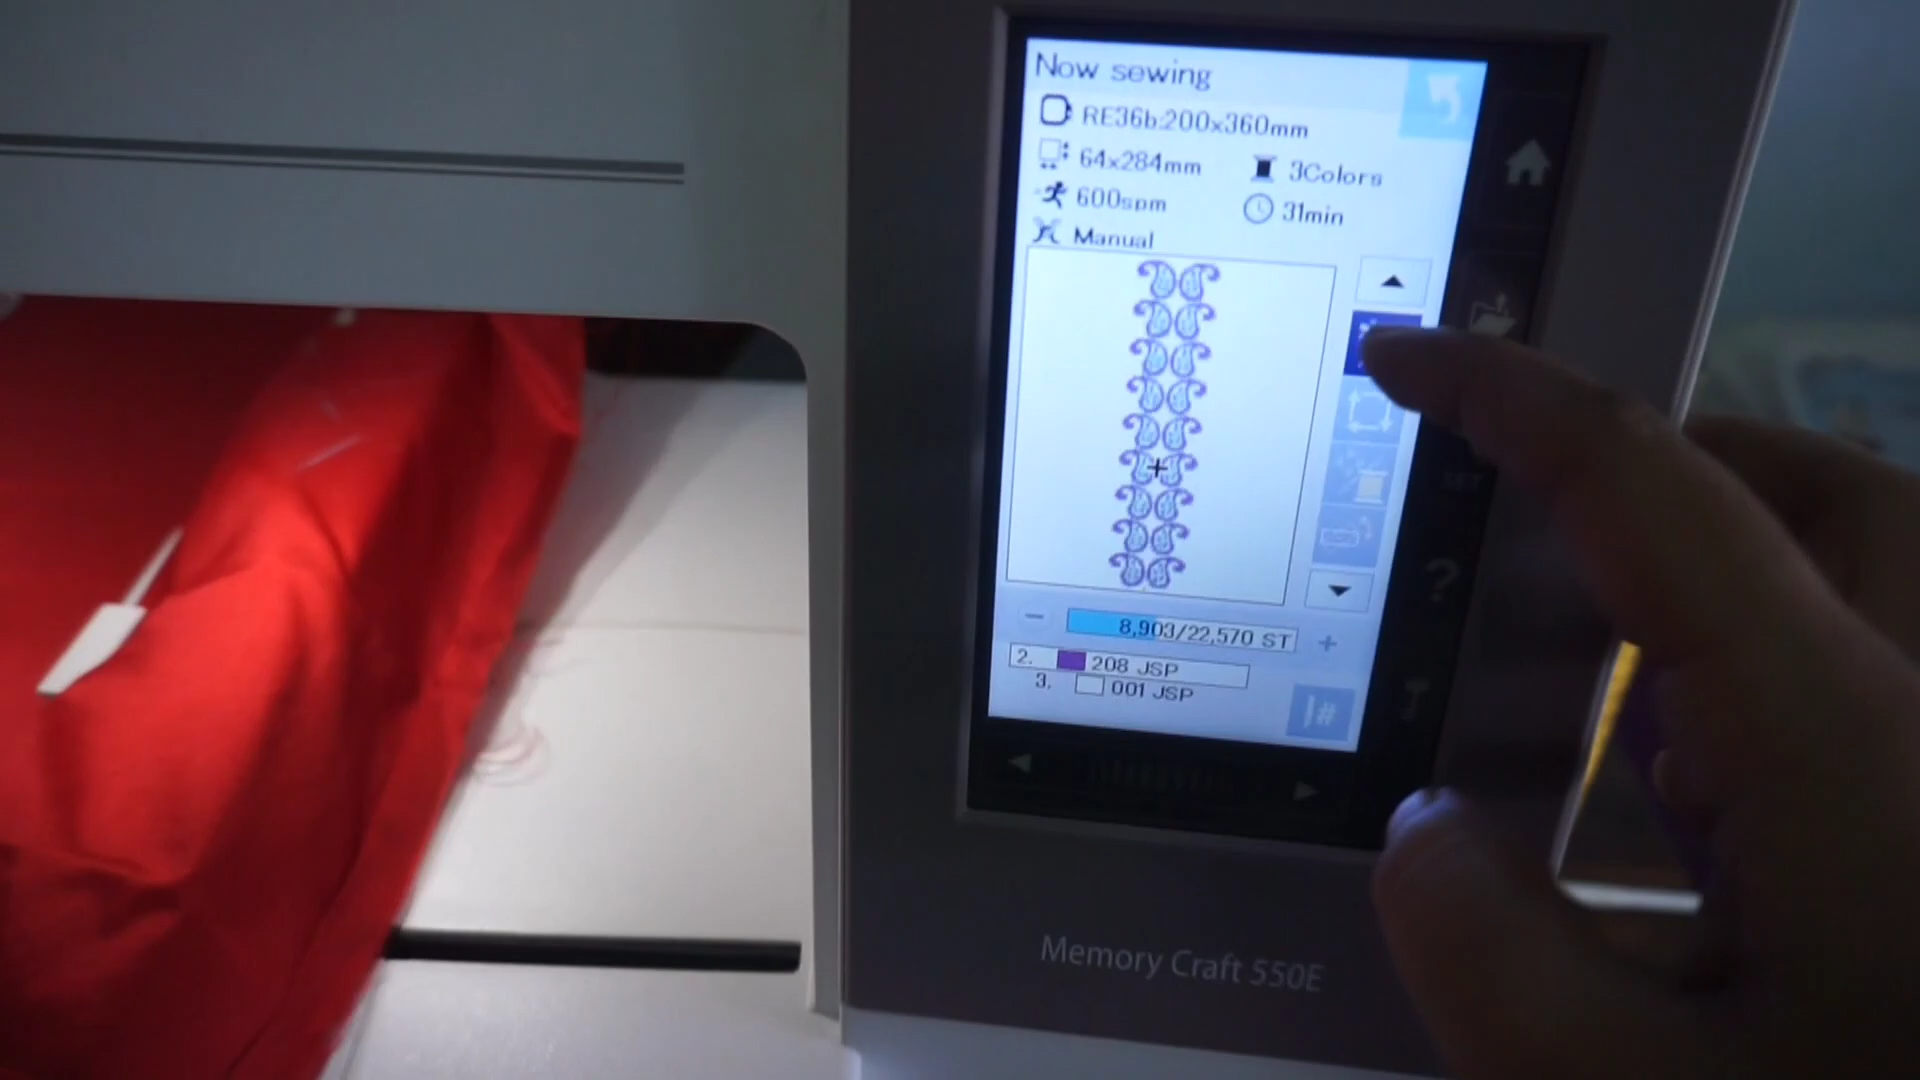 Now sewing
RE36b:200x360mm
64x284mm 3Colors
600spm 31min
Manual
8,903/22,570 ST
2. 208 JSP
3. 001 JSP
SET
?
Memory Craft 550E